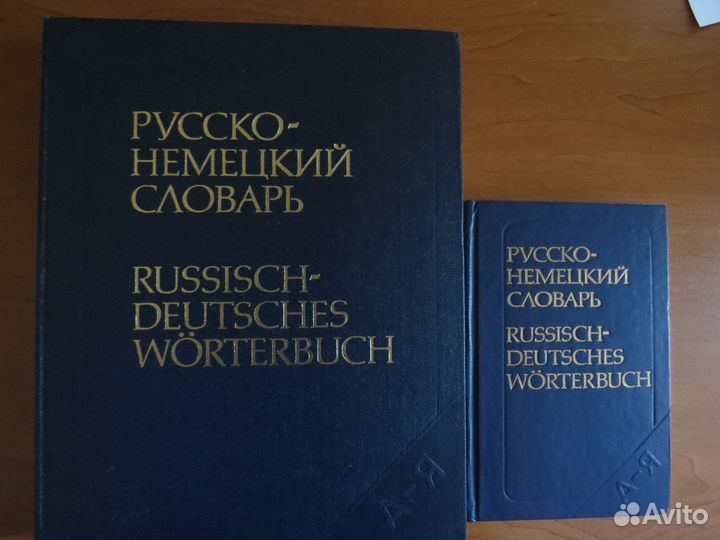 РУССКО-
НЕМЕЦКИЙ
СЛОВАРЬ
RUSSISCH-
DEUTSCHES
WÖRTERBUCH
А-Я
РУССКО-
НЕМЕЦКИЙ
СЛОВАРЬ
RUSSISCH-
DEUTSCHES
WÖRTERBUCH
А-Я
Avito